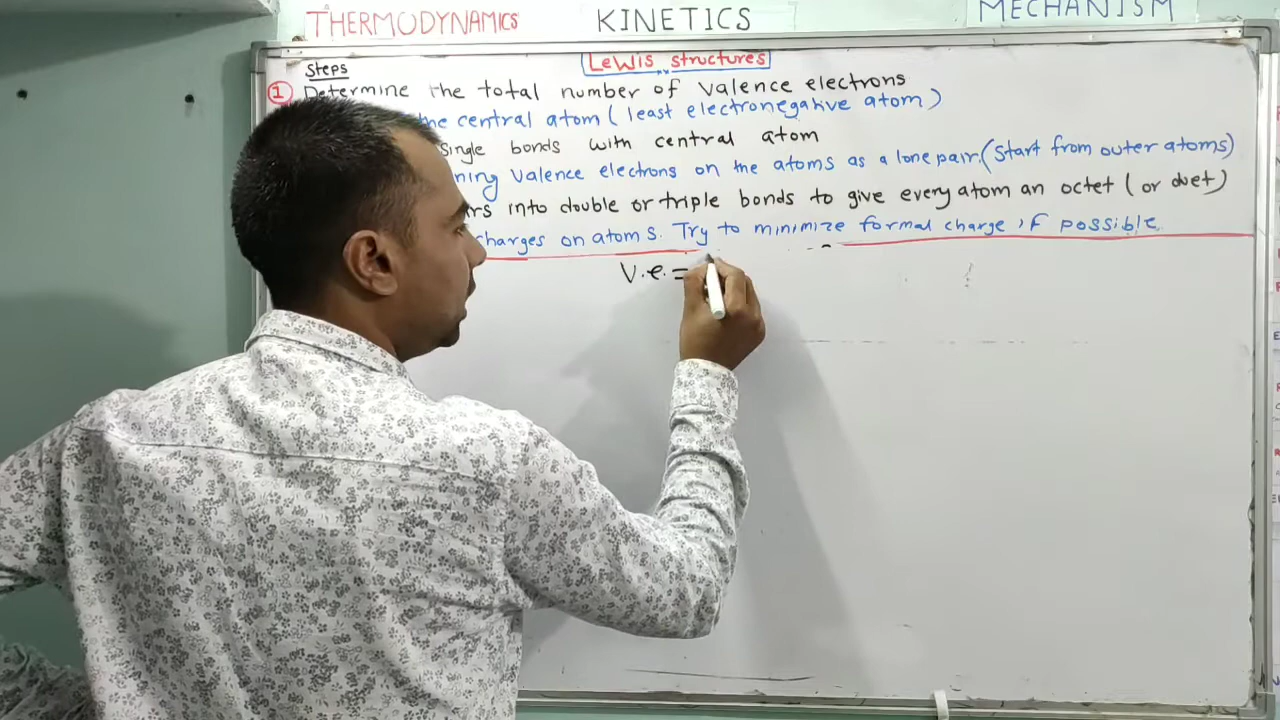 THERMODYNAMICS KINETICS MECHANISM
Lewis structures
Steps
1 Determine the total number of valence electrons
the central atom (least electronegative atom)
single bonds with central atom
ning valence electrons on the atoms as a lone pair. (Start from outer atoms)
rs into double or triple bonds to give every atom an octet (or duet)
charges on atoms. Try to minimize formal charge if possible.
V.e. =